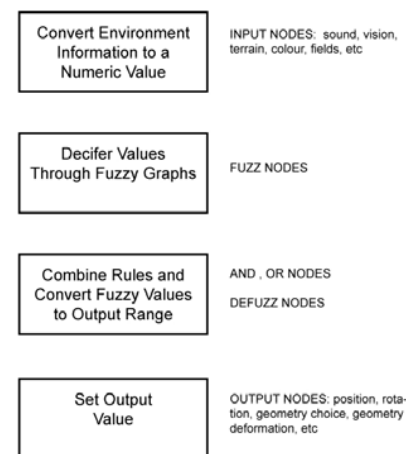 Convert Environment
Information to a
Numeric Value
INPUT NODES: sound, vision,
terrain, colour, fields, etc
Decifer Values
Through Fuzzy Graphs
FUZZ NODES
Combine Rules and
Convert Fuzzy Values
to Output Range
AND , OR NODES
DEFUZZ NODES
Set Output
Value
OUTPUT NODES: position, rota-
tion, geometry choice, geometry
deformation, etc